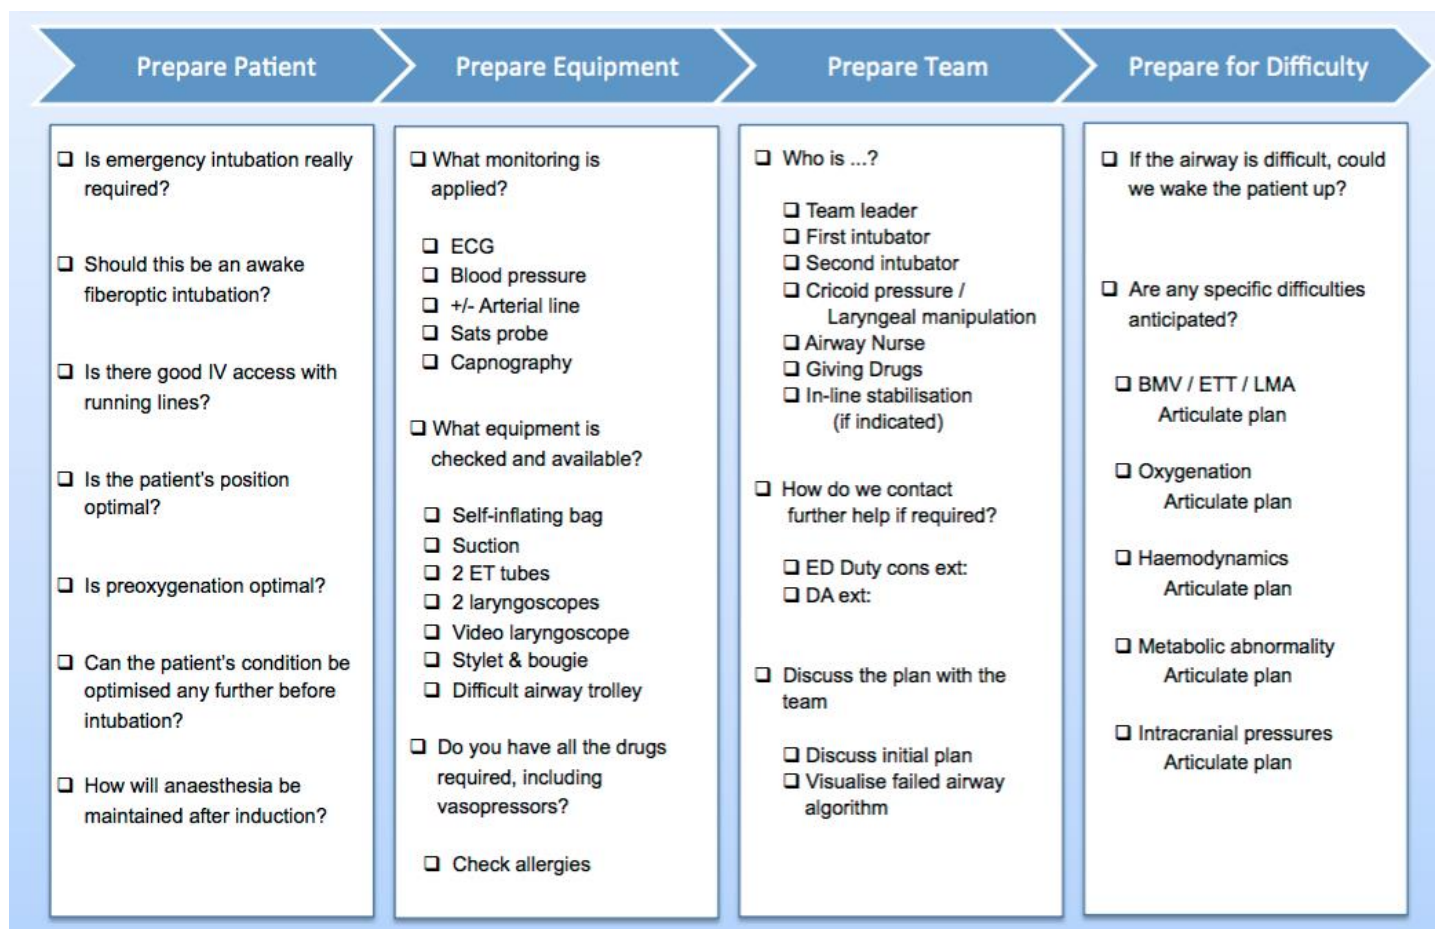 Prepare Patient
Prepare Equipment
Prepare Team
Prepare for Difficulty
Is emergency intubation really
required?
Should this be an awake
fiberoptic intubation?
Is there good IV access with
running lines?
Is the patient's position
optimal?
Is preoxygenation optimal?
Can the patient's condition be
optimised any further before
intubation?
How will anaesthesia be
maintained after induction?
What monitoring is
applied?
ECG
Blood pressure
+/- Arterial line
Sats probe
Capnography
What equipment is
checked and available?
Self-inflating bag
Suction
2 ET tubes
2 laryngoscopes
Video laryngoscope
Stylet & bougie
Difficult airway trolley
Do you have all the drugs
required, including
vasopressors?
Check allergies
Who is ...?
Team leader
First intubator
Second intubator
Cricoid pressure /
Laryngeal manipulation
Airway Nurse
Giving Drugs
In-line stabilisation
(if indicated)
How do we contact
further help if required?
ED Duty cons ext:
DA ext:
Discuss the plan with the
team
Discuss initial plan
Visualise failed airway
algorithm
If the airway is difficult, could
we wake the patient up?
Are any specific difficulties
anticipated?
BMV / ETT / LMA
Articulate plan
Oxygenation
Articulate plan
Haemodynamics
Articulate plan
Metabolic abnormality
Articulate plan
Intracranial pressures
Articulate plan